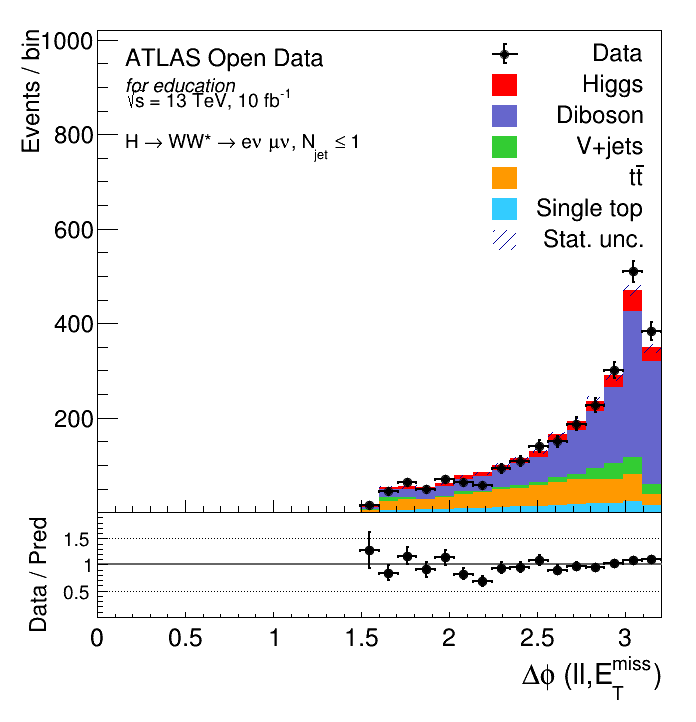 1000
800
600
400
200
Events / bin
ATLAS Open Data
for education
√s = 13 TeV, 10 fb⁻¹
H → WW* → eν μν, N_jet ≤ 1
Data
Higgs
Diboson
V+jets
tt̄
Single top
Stat. unc.
1.5
1
0.5
Data / Pred
0 0.5 1 1.5 2 2.5 3
Δϕ (ll,E_T^miss)